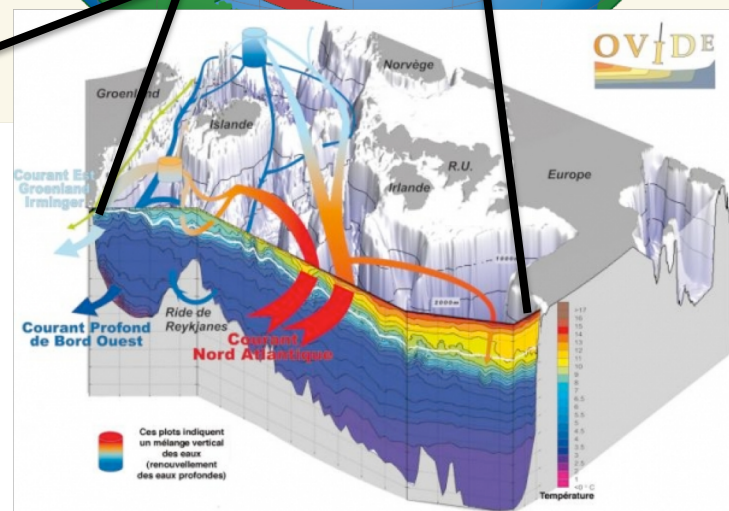 OVIDE
Norvège
Groenland
Islande
R.U.
Europe
Irlande
Courant Est
Groenland
Irminger
1000m
2000m
Ride de
Reykjanes
Courant Profond
de Bord Ouest
Courant
Nord Atlantique
Ces plots indiquent
un mélange vertical
des eaux
(renouvellement
des eaux profondes)
>17
16
15
14
13
12
11
10
9
8
7
6
5.5
5
4.5
4
3.5
3
2.5
2
1
<0 °C
Température